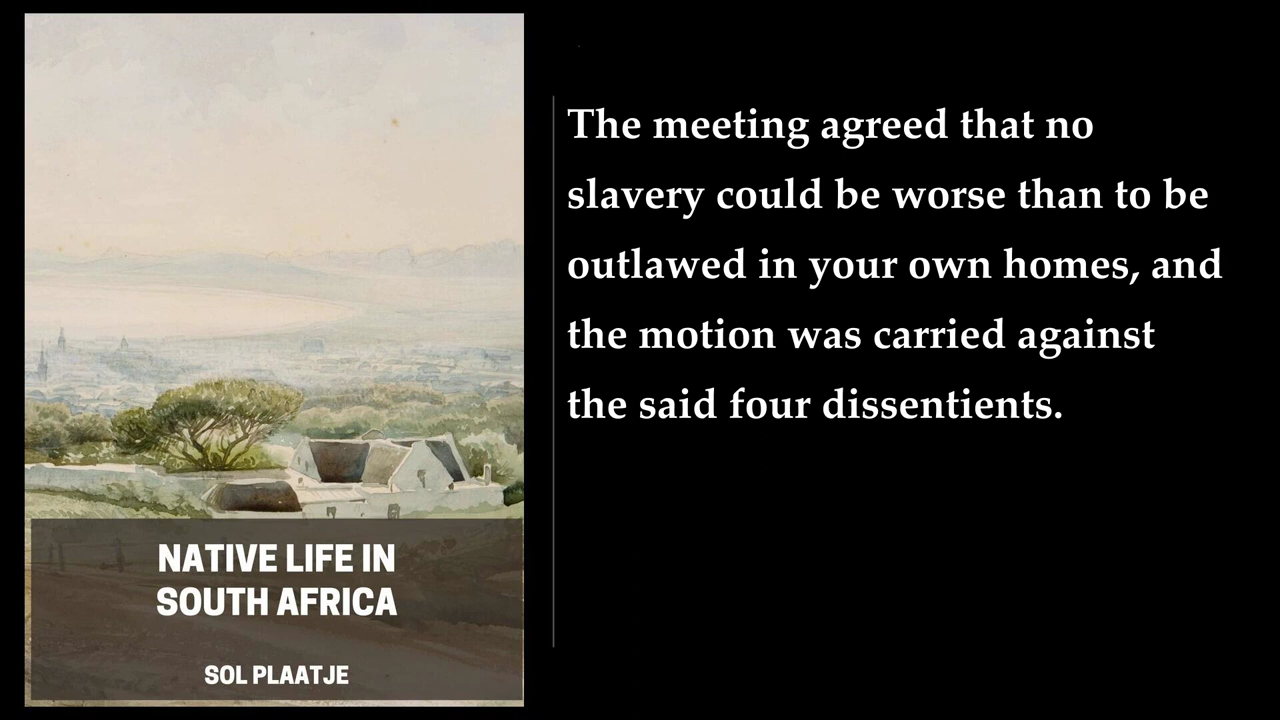 The meeting agreed that no
slavery could be worse than to be
outlawed in your own homes, and
the motion was carried against
the said four dissentients.
NATIVE LIFE IN
SOUTH AFRICA
SOL PLAATJE